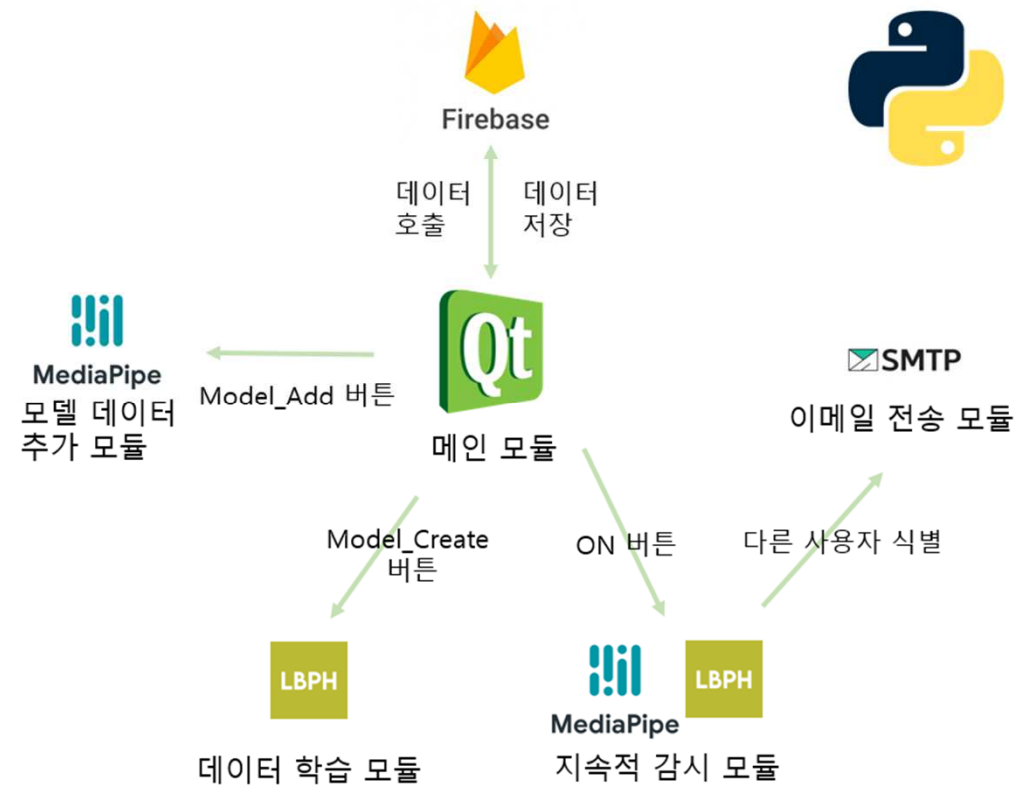 Firebase
데이터
호출
데이터
저장
MediaPipe
모델 데이터
추가 모듈
Model_Add 버튼
Qt
메인 모듈
SMTP
이메일 전송 모듈
Model_Create
버튼
ON 버튼
다른 사용자 식별
LBPH
데이터 학습 모듈
MediaPipe
LBPH
지속적 감시 모듈